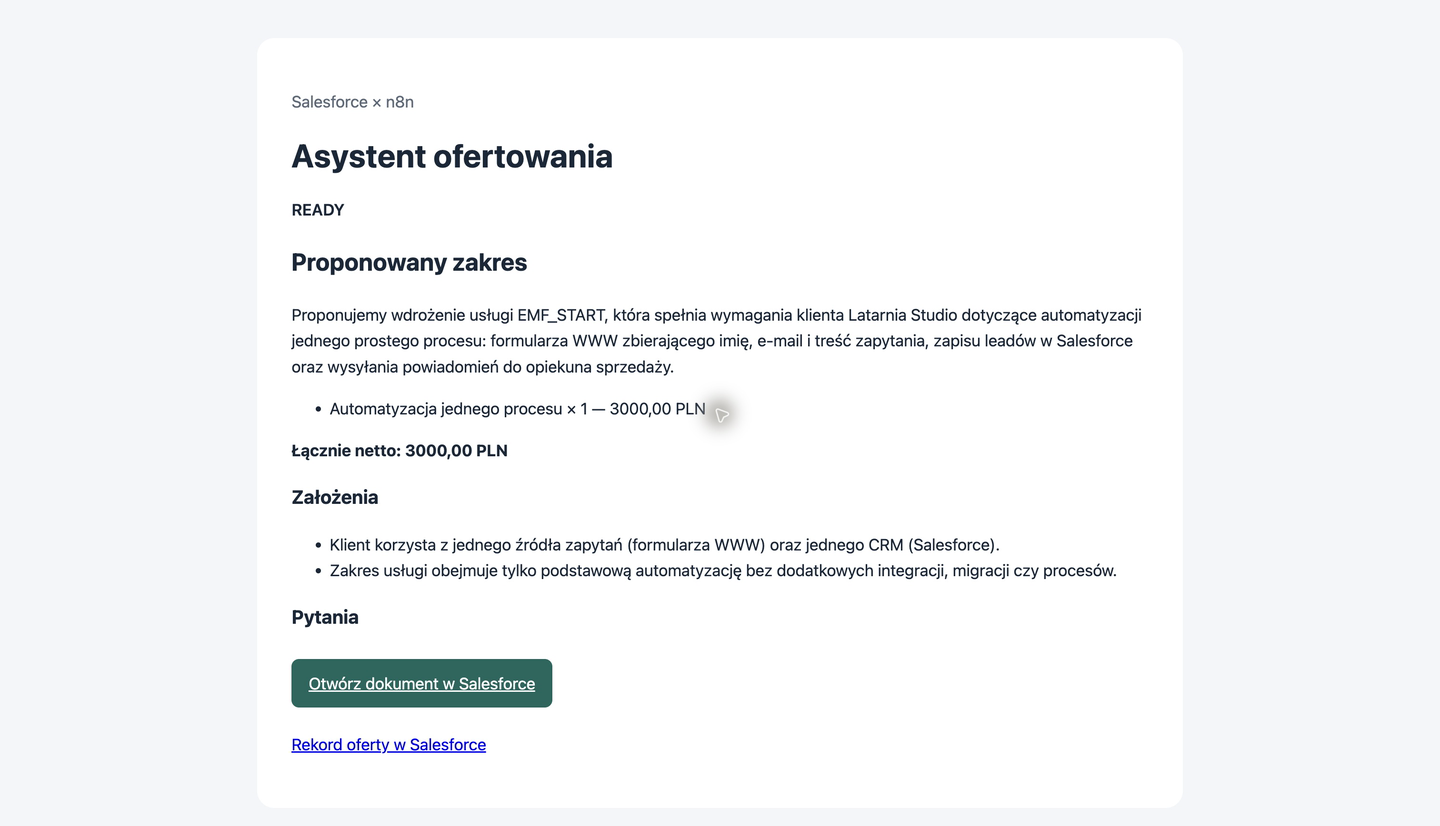 Salesforce × n8n
Asystent ofertowania
READY
Proponowany zakres
Proponujemy wdrożenie usługi EMF_START, która spełnia wymagania klienta Latarnia Studio dotyczące automatyzacji
jednego prostego procesu: formularza WWW zbierającego imię, e-mail i treść zapytania, zapisu leadów w Salesforce
oraz wysyłania powiadomień do opiekuna sprzedaży.
• Automatyzacja jednego procesu × 1 — 3000,00 PLN
Łącznie netto: 3000,00 PLN
Założenia
• Klient korzysta z jednego źródła zapytań (formularza WWW) oraz jednego CRM (Salesforce).
• Zakres usługi obejmuje tylko podstawową automatyzację bez dodatkowych integracji, migracji czy procesów.
Pytania
Otwórz dokument w Salesforce
Rekord oferty w Salesforce